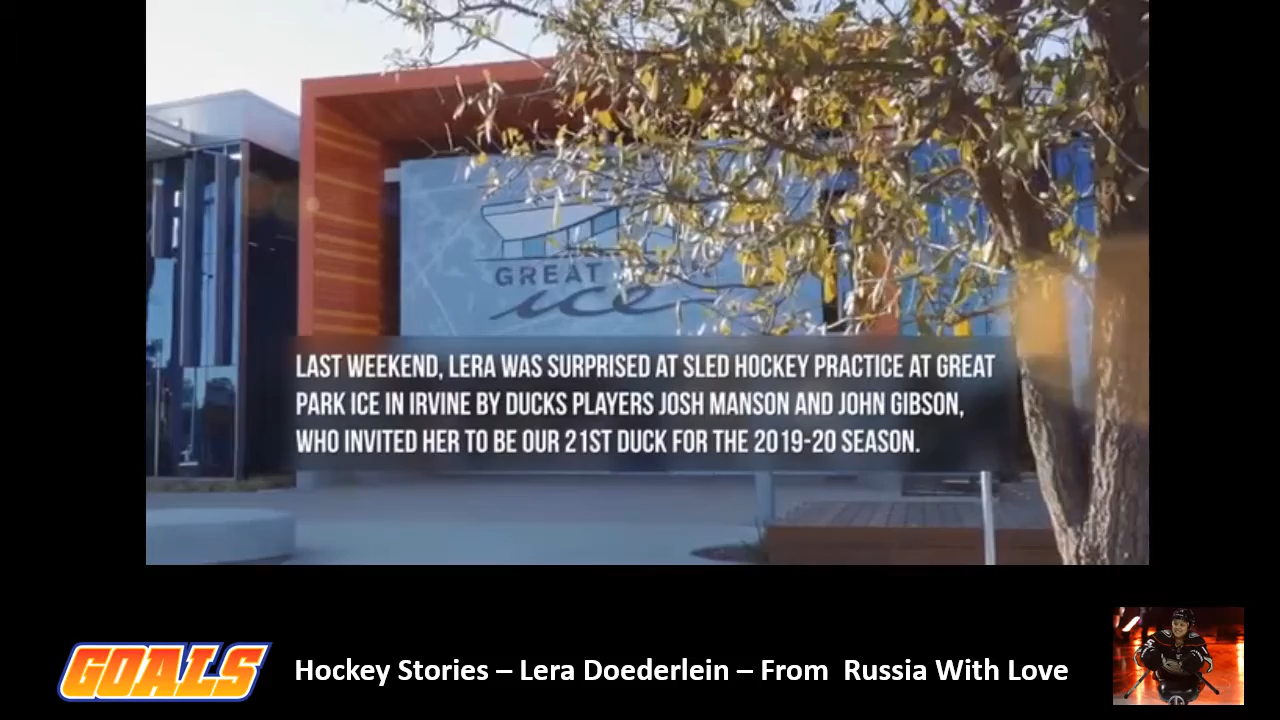 GREAT
ice
LAST WEEKEND, LERA WAS SURPRISED AT SLED HOCKEY PRACTICE AT GREAT
PARK ICE IN IRVINE BY DUCKS PLAYERS JOSH MANSON AND JOHN GIBSON,
WHO INVITED HER TO BE OUR 21ST DUCK FOR THE 2019-20 SEASON.
GOALS
Hockey Stories – Lera Doederlein – From  Russia With Love